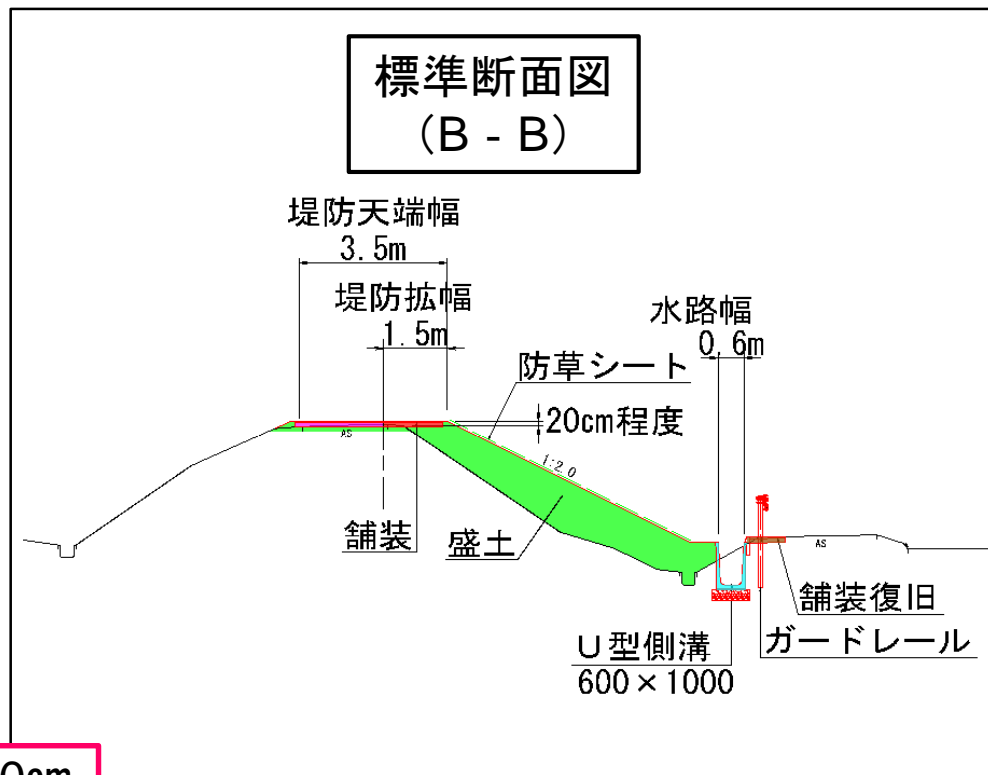 標準断面図
(B - B)
堤防天端幅
3.5m
堤防拡幅
1.5m
水路幅
0.6m
防草シート
20cm程度
AS
1:2.0
舗装
盛土
AS
舗装復旧
U型側溝
600×1000
ガードレール
0cm